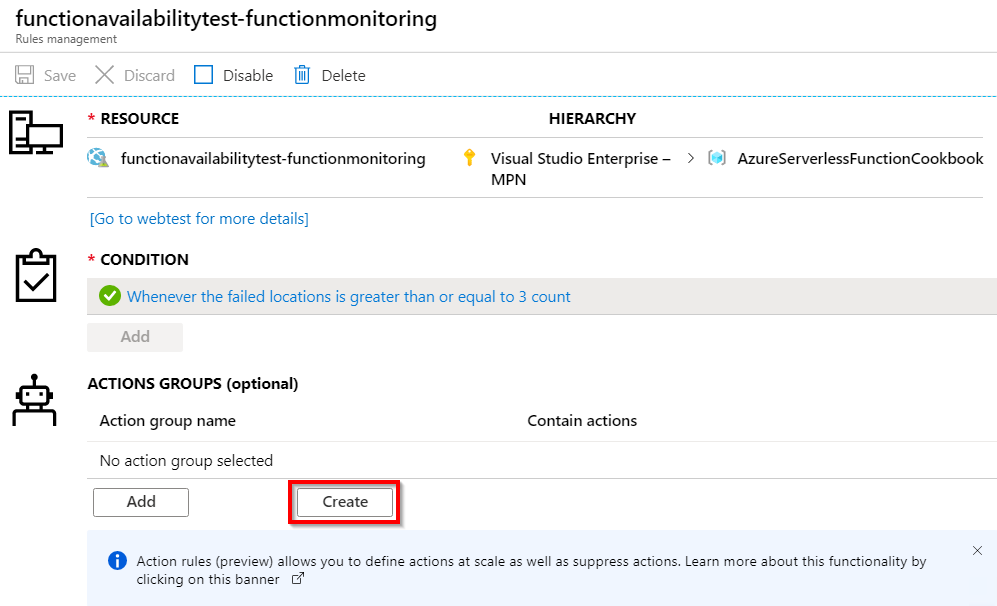 functionavailabilitytest-functionmonitoring
Rules management
Save Discard Disable Delete
* RESOURCE HIERARCHY
functionavailabilitytest-functionmonitoring Visual Studio Enterprise – > AzureServerlessFunctionCookbook
MPN
[Go to webtest for more details]
* CONDITION
Whenever the failed locations is greater than or equal to 3 count
Add
ACTIONS GROUPS (optional)
Action group name Contain actions
No action group selected
Add Create
Action rules (preview) allows you to define actions at scale as well as suppress actions. Learn more about this functionality by
clicking on this banner